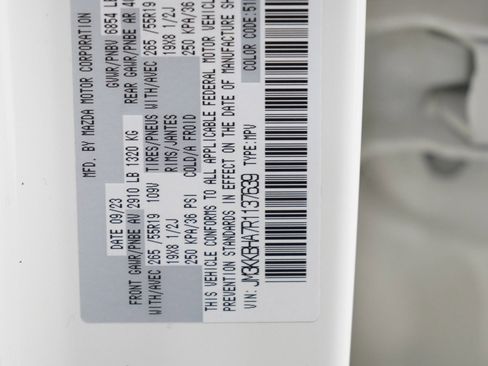 MFD. BY MAZDA MOTOR CORPORATION
DATE 09/23 GVWR/PNBV 6854 LB
FRONT GAWR/PNBE AV 2910 LB 1320 KG REAR GAWR/PNBE AR
WITH/AVEC 265 /55R19 109V TIRES/PNEUS WITH/AVEC 265 /55R19
19X8 1/2J RIMS/JANTES 19X8 1/2J
250 KPA/36 PSI COLD/A FROID 250 KPA/36
THIS VEHICLE CONFORMS TO ALL APPLICABLE FEDERAL MOTOR VEHICLE
PREVENTION STANDARDS IN EFFECT ON THE DATE OF MANUFACTURE
VIN: JM3KKBHA7R1137639 TYPE:MPV COLOR CODE:51